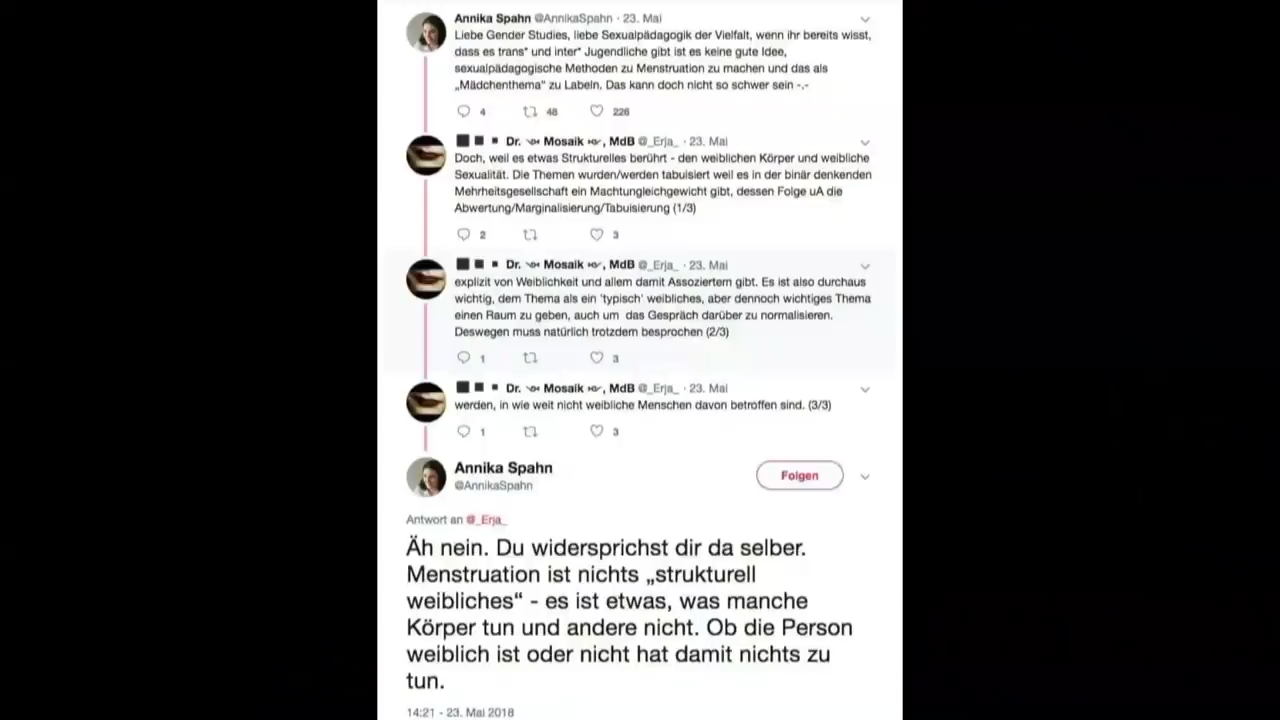 Annika Spahn @AnnikaSpahn · 23. Mai
Liebe Gender Studies, liebe Sexualpädagogik der Vielfalt, wenn ihr bereits wisst,
dass es trans* und inter* Jugendliche gibt ist es keine gute Idee,
sexualpädagogische Methoden zu Menstruation zu machen und das als
„Mädchenthema“ zu Labeln. Das kann doch nicht so schwer sein -.-
4 48 226
Dr. Mosaik , MdB @_Erja_ · 23. Mai
Doch, weil es etwas Strukturelles berührt - den weiblichen Körper und weibliche
Sexualität. Die Themen wurden/werden tabuisiert weil es in der binär denkenden
Mehrheitsgesellschaft ein Machtungleichgewicht gibt, dessen Folge uA die
Abwertung/Marginalisierung/Tabuisierung (1/3)
2 3
Dr. Mosaik , MdB @_Erja_ · 23. Mai
explizit von Weiblichkeit und allem damit Assoziertem gibt. Es ist also durchaus
wichtig, dem Thema als ein 'typisch' weibliches, aber dennoch wichtiges Thema
einen Raum zu geben, auch um das Gespräch darüber zu normalisieren.
Deswegen muss natürlich trotzdem besprochen (2/3)
1 3
Dr. Mosaik , MdB @_Erja_ · 23. Mai
werden, in wie weit nicht weibliche Menschen davon betroffen sind. (3/3)
1 3
Annika Spahn
@AnnikaSpahn
Folgen
Antwort an @_Erja_
Äh nein. Du widersprichst dir da selber.
Menstruation ist nichts „strukturell
weibliches“ - es ist etwas, was manche
Körper tun und andere nicht. Ob die Person
weiblich ist oder nicht hat damit nichts zu
tun.
14:21 - 23. Mai 2018